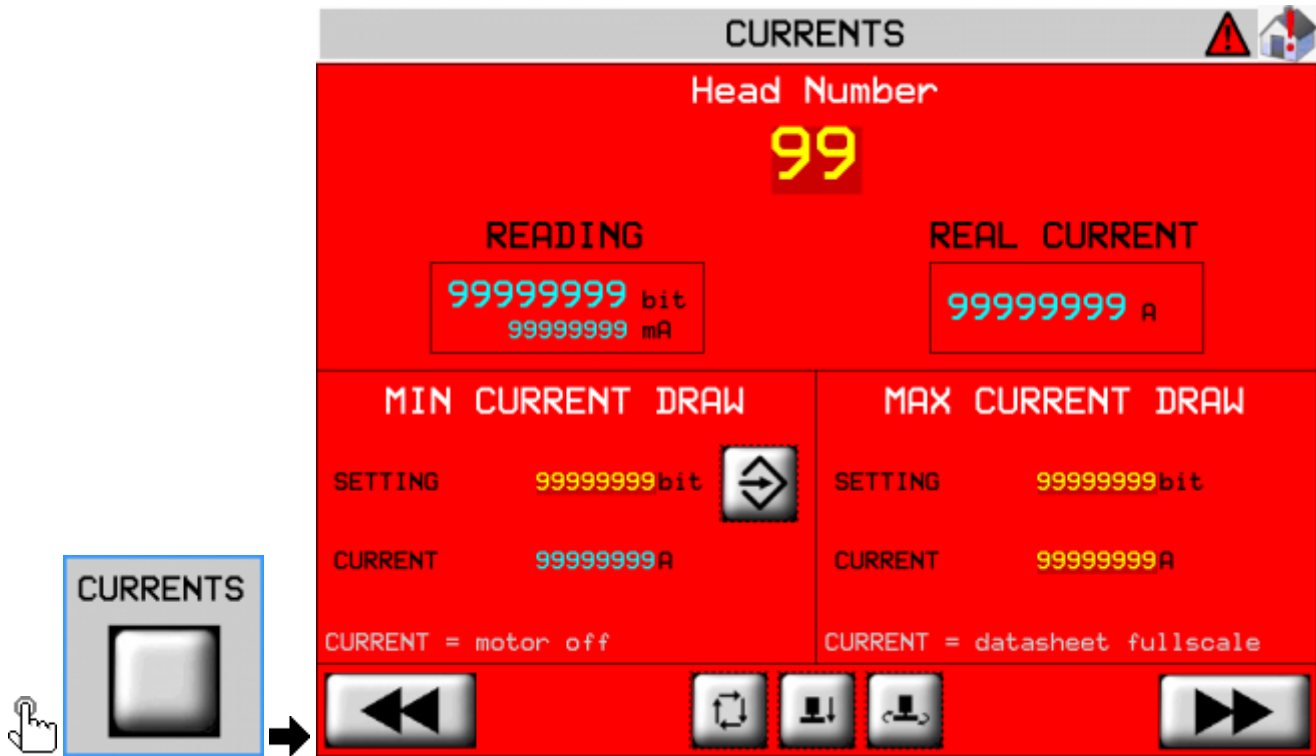 CURRENTS
CURRENTS
Head Number
99
READING
REAL CURRENT
99999999 bit
99999999 mA
99999999 A
MIN CURRENT DRAW
MAX CURRENT DRAW
SETTING 99999999bit
SETTING 99999999bit
CURRENT 99999999A
CURRENT 99999999A
CURRENT = motor off
CURRENT = datasheet fullscale